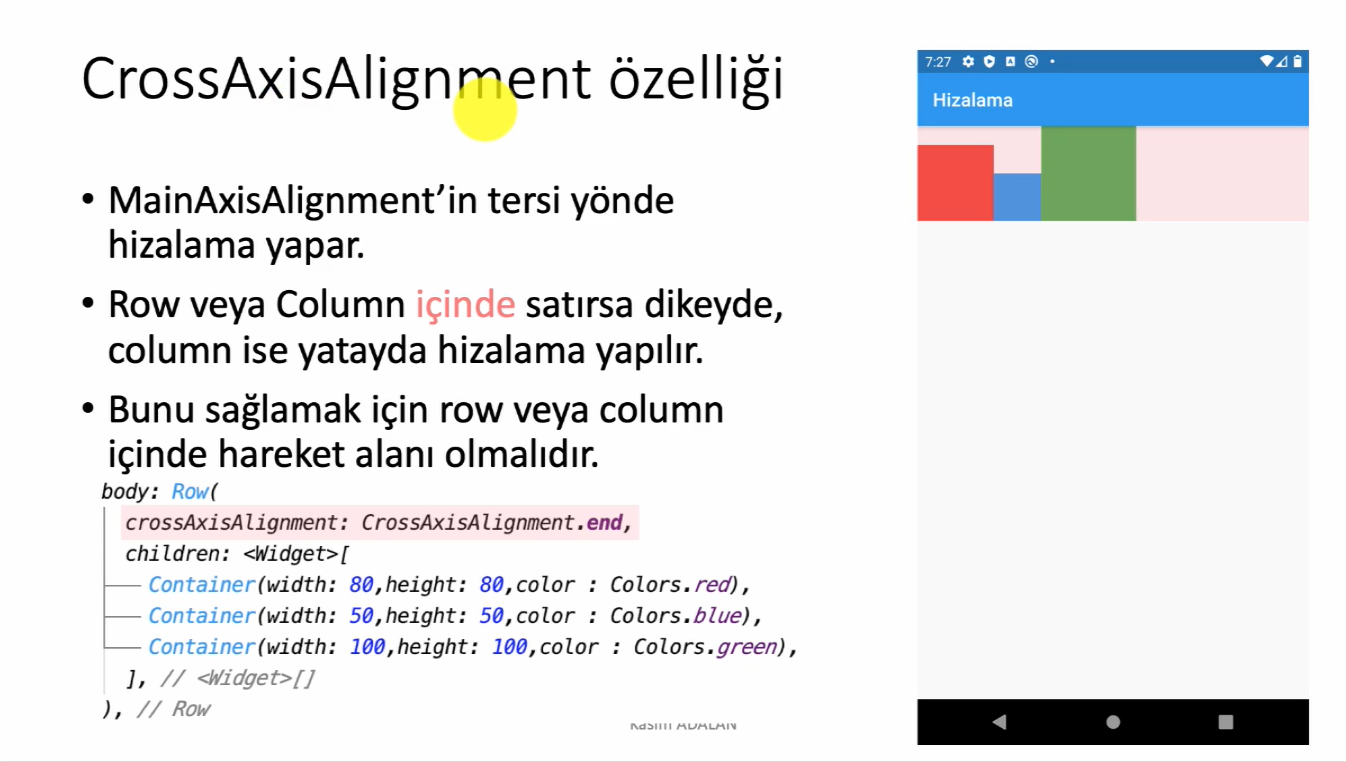 CrossAxisAlignment özelliği
• MainAxisAlignment’in tersi yönde
hizalama yapar.
• Row veya Column içinde satırsa dikeyde,
column ise yatayda hizalama yapılır.
• Bunu sağlamak için row veya column
içinde hareket alanı olmalıdır.
body: Row(
crossAxisAlignment: CrossAxisAlignment.end,
children: <Widget>[
Container(width: 80,height: 80,color : Colors.red),
Container(width: 50,height: 50,color : Colors.blue),
Container(width: 100,height: 100,color : Colors.green),
], // <Widget>[]
), // Row
Kasım ADALAN
7:27
Hizalama